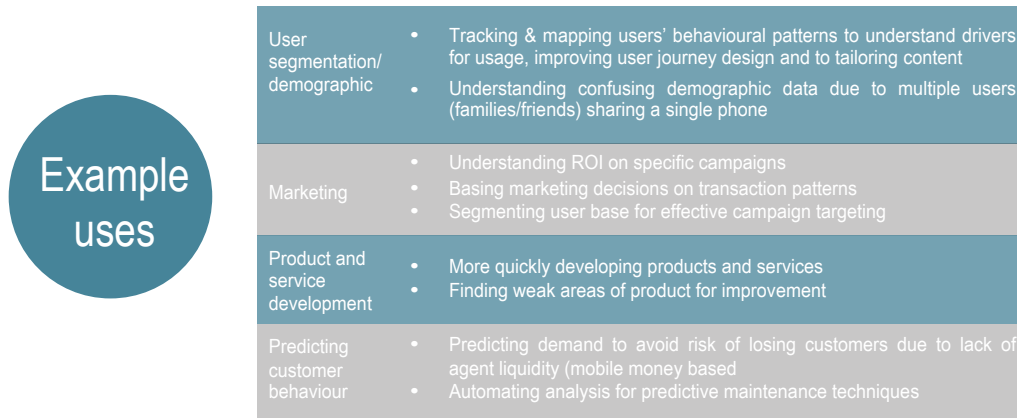 Example
uses
User
segmentation/
demographic
• Tracking & mapping users’ behavioural patterns to understand drivers
for usage, improving user journey design and to tailoring content
• Understanding confusing demographic data due to multiple users
(families/friends) sharing a single phone
Marketing
• Understanding ROI on specific campaigns
• Basing marketing decisions on transaction patterns
• Segmenting user base for effective campaign targeting
Product and
service
development
• More quickly developing products and services
• Finding weak areas of product for improvement
Predicting
customer
behaviour
• Predicting demand to avoid risk of losing customers due to lack of
agent liquidity (mobile money based
• Automating analysis for predictive maintenance techniques